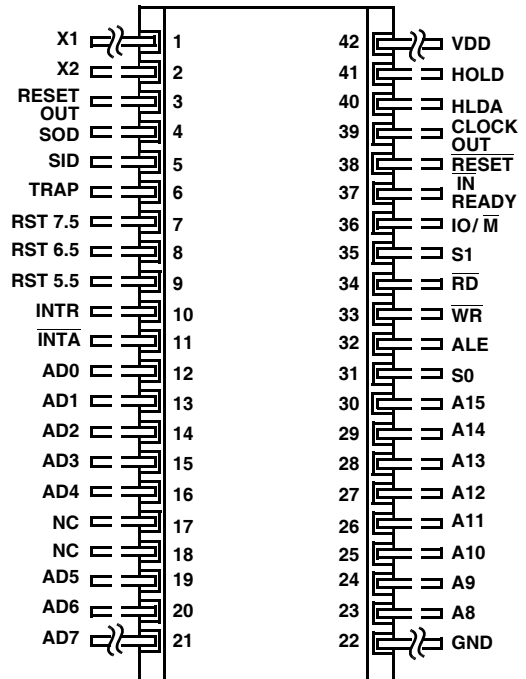 X1 1
X2 2
RESET OUT 3
SOD 4
SID 5
TRAP 6
RST 7.5 7
RST 6.5 8
RST 5.5 9
INTR 10
INTA 11
AD0 12
AD1 13
AD2 14
AD3 15
AD4 16
NC 17
NC 18
AD5 19
AD6 20
AD7 21
42 VDD
41 HOLD
40 HLDA
39 CLOCK OUT
38 RESET IN
37 READY
36 IO/ M
35 S1
34 RD
33 WR
32 ALE
31 S0
30 A15
29 A14
28 A13
27 A12
26 A11
25 A10
24 A9
23 A8
22 GND